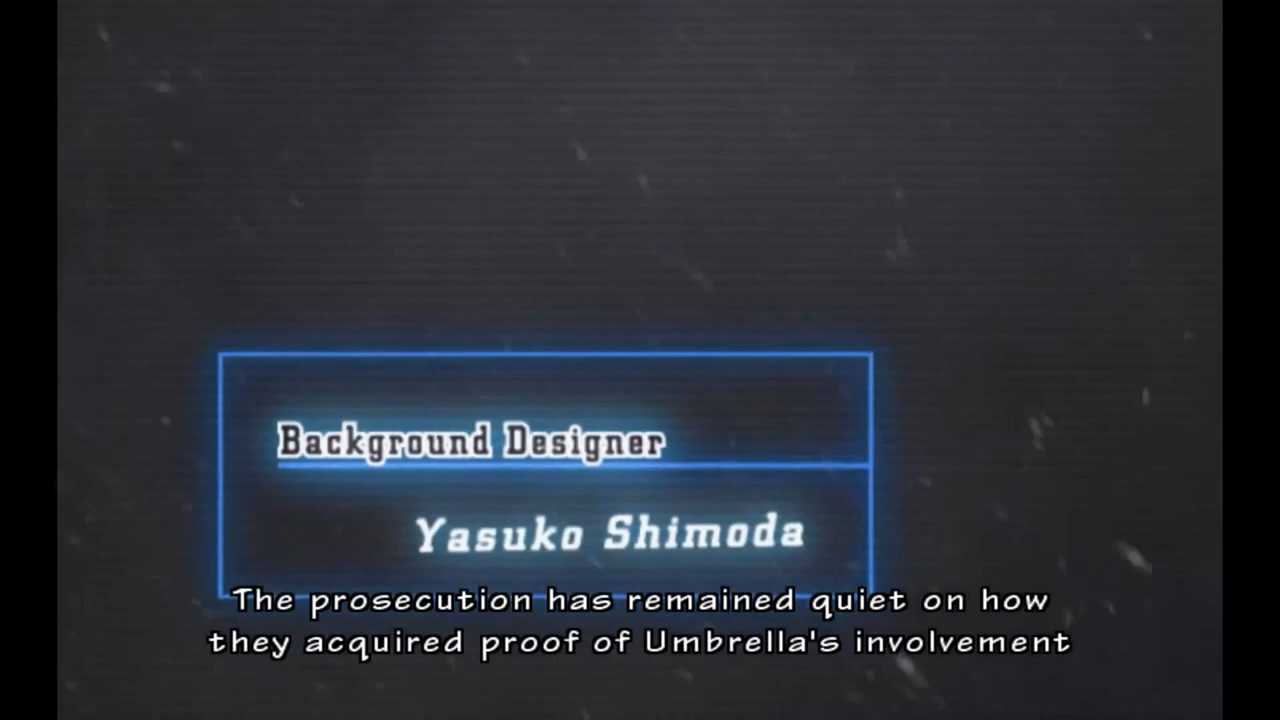 Background Designer
Yasuko Shimoda
The prosecution has remained quiet on how
they acquired proof of Umbrella's involvement